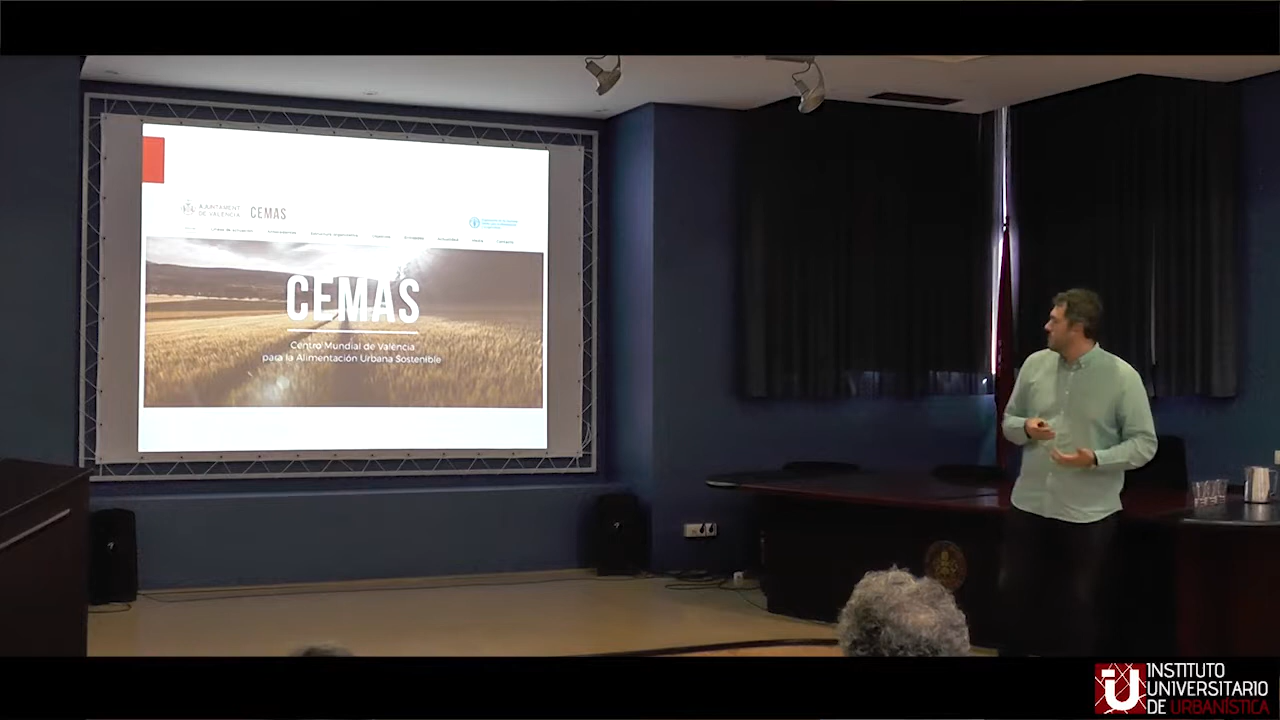 AJUNTAMENT
DE VALÈNCIA
CEMAS
CEMAS
Centro Mundial de València
para la Alimentación Urbana Sostenible
INSTITUTO
UNIVERSITARIO
DE URBANÍSTICA